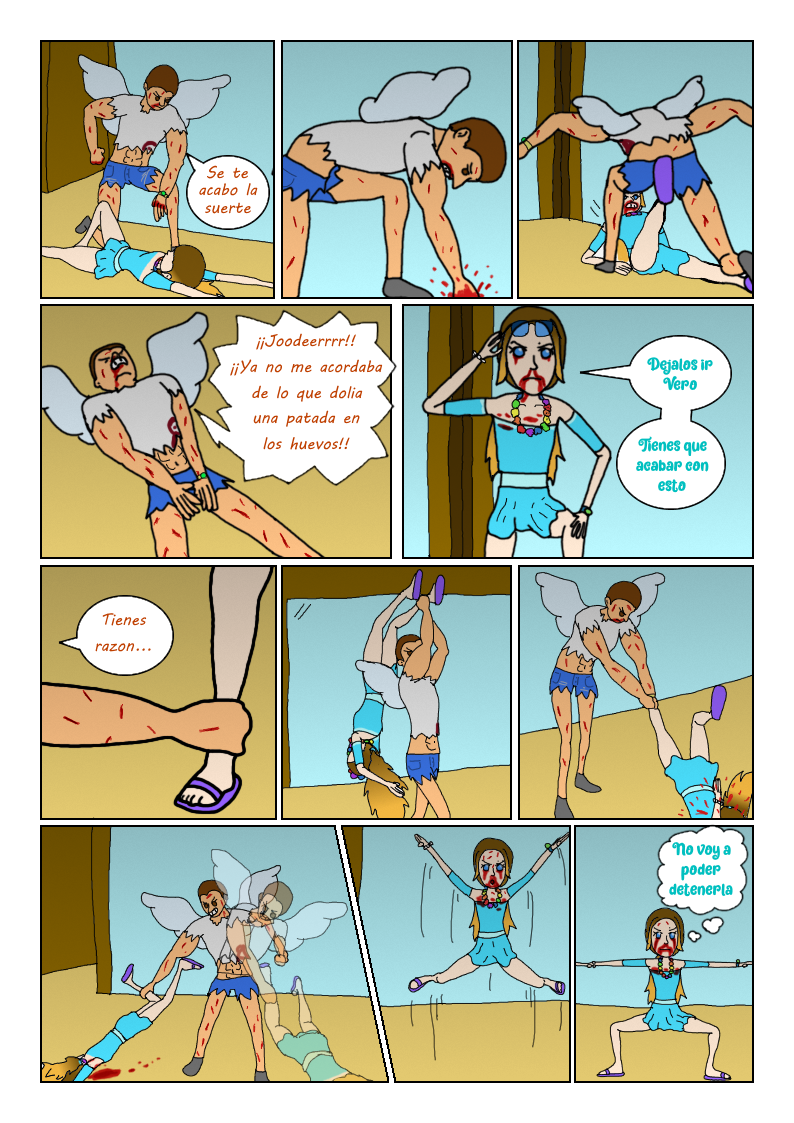 Se te
acabo la
suerte
¡¡Joodeerrrr!!
¡¡Ya no me acordaba
de lo que dolia
una patada en
los huevos!!
Dejalos ir
Vero
Tienes que
acabar con
esto
Tienes
razon...
No voy a
poder
detenerla